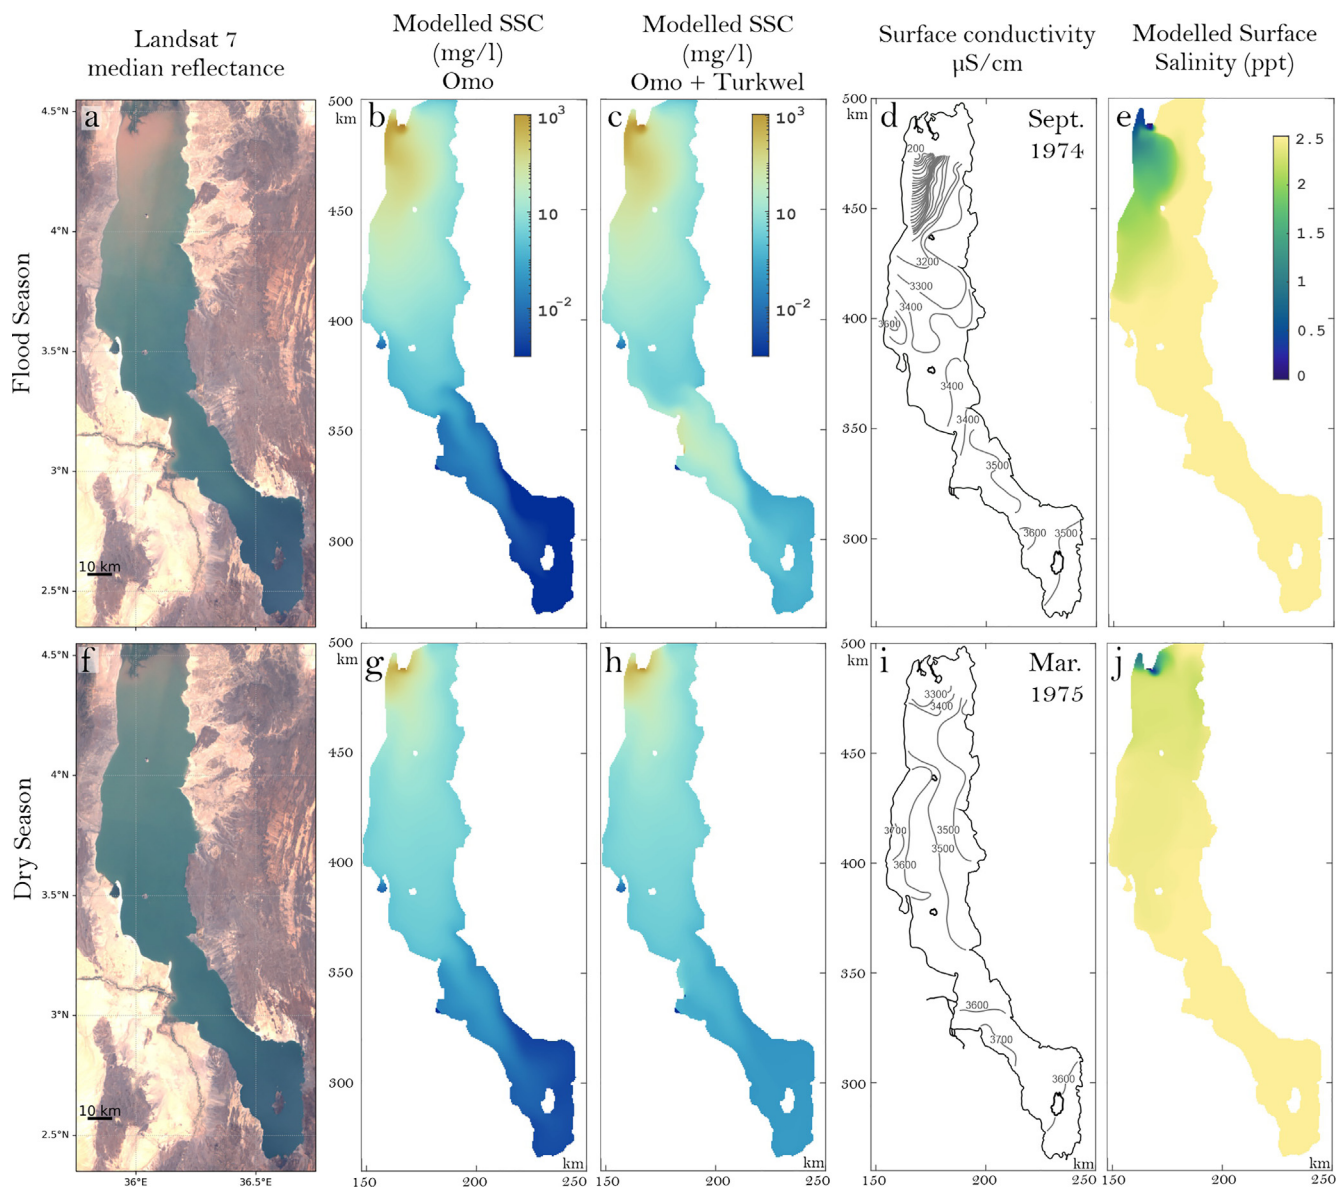 Landsat 7
median reflectance
Modelled SSC
(mg/l)
Omo
Modelled SSC
(mg/l)
Omo + Turkwel
Surface conductivity
µS/cm
Modelled Surface
Salinity (ppt)
Flood Season
a
4.5°N
4°N
3.5°N
3°N
2.5°N
10 km
500
km
450
400
350
300
b
10³
10
10⁻²
c
10³
10
10⁻²
500
km
450
400
350
300
d
Sept.
1974
200
3200
3300
3400
3600
3400
3400
3500
3600
3500
e
2.5
2
1.5
1
0.5
0
Dry Season
f
4.5°N
4°N
3.5°N
3°N
2.5°N
10 km
36°E
36.5°E
500
km
450
400
350
300
g
km
150
200
250
h
150
200
250
500
km
450
400
350
300
i
Mar.
1975
3300
3400
3700
3500
3500
3600
3600
3700
3600
km
150
200
250
j
150
200
250